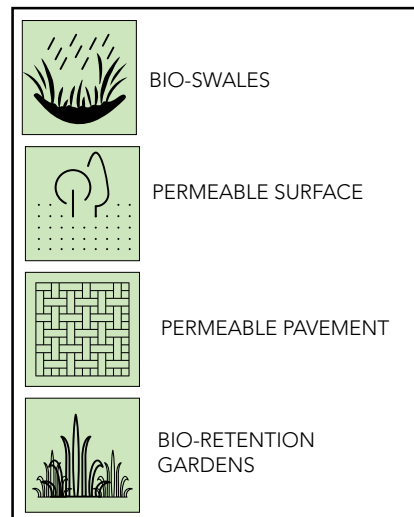 BIO-SWALES
PERMEABLE SURFACE
PERMEABLE PAVEMENT
BIO-RETENTION
GARDENS